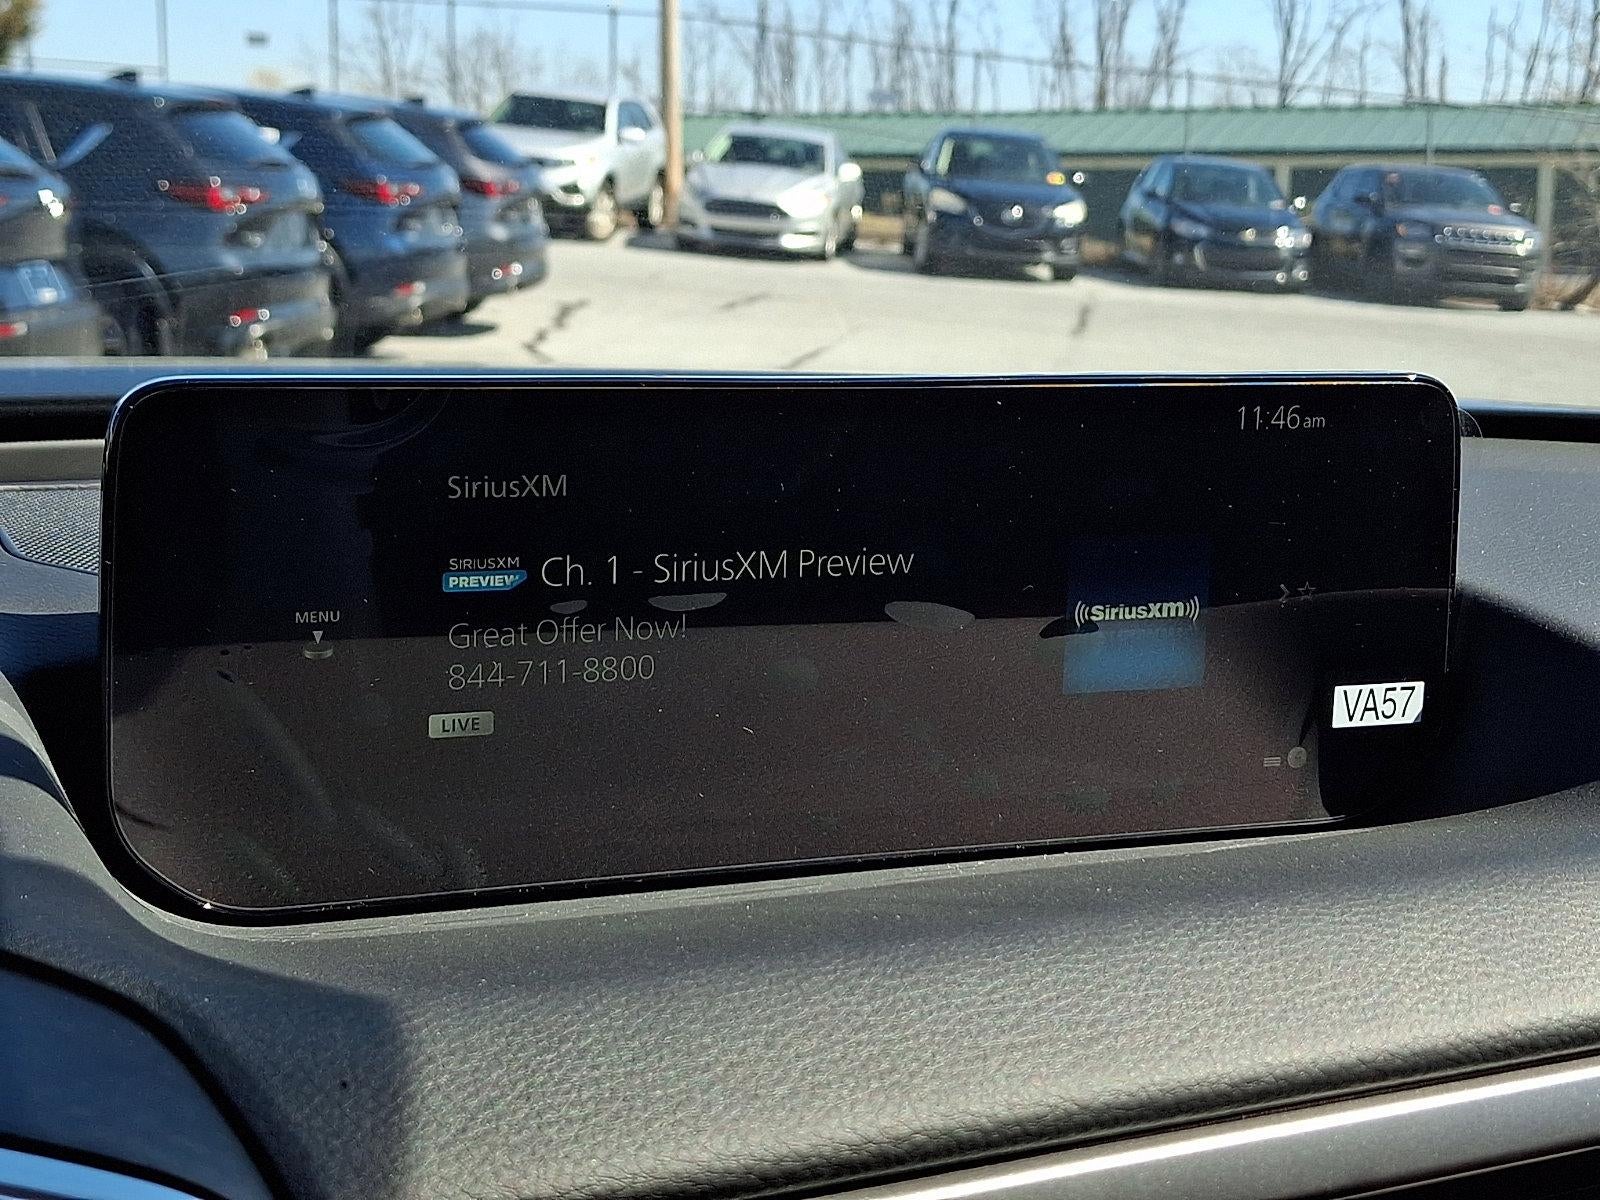 11:46am
SiriusXM
SIRIUSXM
PREVIEW
Ch. 1 - SiriusXM Preview
MENU
Great Offer Now!
844-711-8800
LIVE
((SiriusXM))
VA57